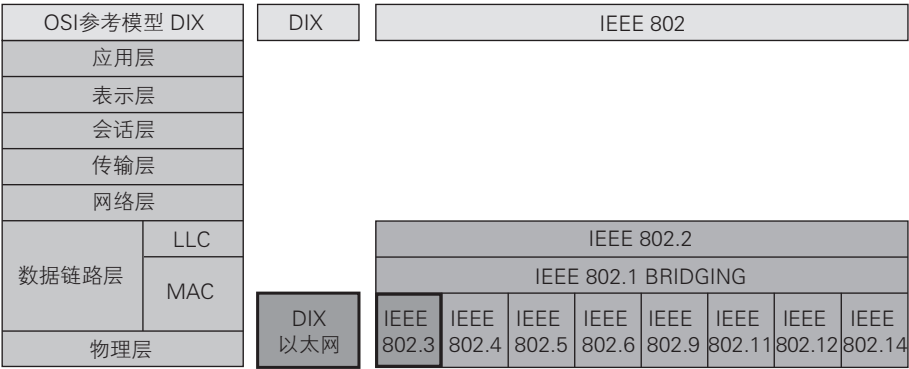 OSI参考模型 DIX
DIX
IEEE 802
应用层
表示层
会话层
传输层
网络层
数据链路层
LLC
MAC
物理层
DIX
以太网
IEEE 802.2
IEEE 802.1 BRIDGING
IEEE
802.3
IEEE
802.4
IEEE
802.5
IEEE
802.6
IEEE
802.9
IEEE
802.11
IEEE
802.12
IEEE
802.14